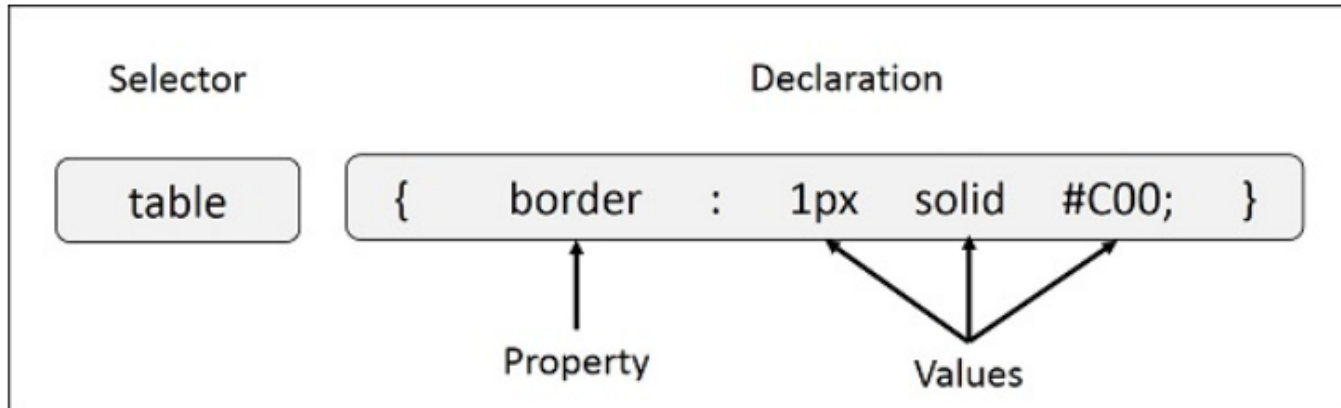 Selector Declaration
table { border : 1px solid #C00; }
Property Values